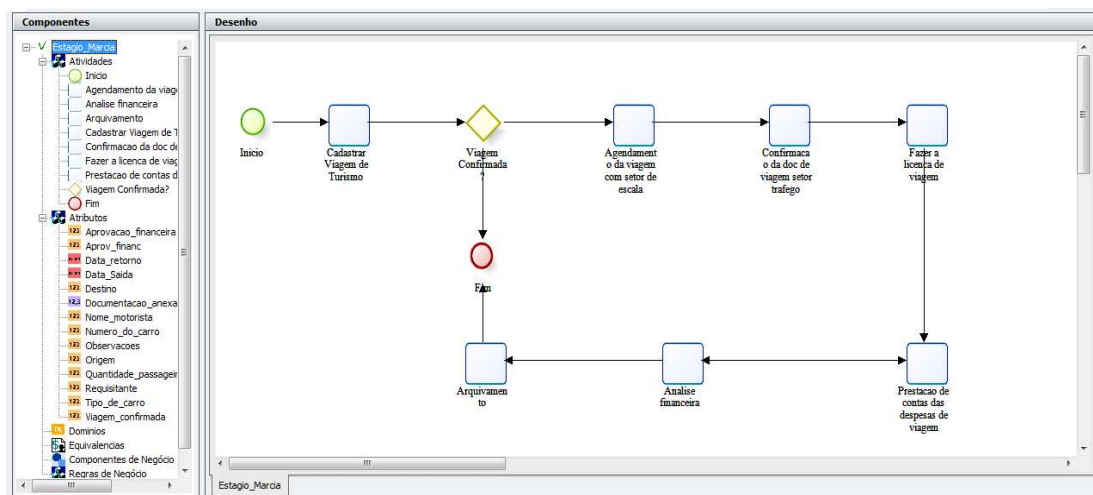 Componentes
Estagio_Marcia
Atividades
Inicio
Agendamento da viag
Analise financeira
Arquivamento
Cadastrar Viagem de T
Confirmacao da doc de
Fazer a licenca de viag
Prestacao de contas d
Viagem Confirmada?
Fim
Atributos
Aprovacao_financeira
Aprov_financ
Data_retorno
Data_Saida
Destino
Documentacao_anexa
Nome_motorista
Numero_do_carro
Observacoes
Origem
Quantidade_passagei
Requisitante
Tipo_de_carro
Viagem_confirmada
Dominios
Equivalencias
Componentes de Negócio
Regras de Negócio
Desenho
Inicio
Cadastrar
Viagem de
Turismo
Viagem
Confirmada
?
Agendament
o da viagem
com setor de
escala
Confirmaca
o da doc de
viagem setor
trafego
Fazer a
licenca de
viagem
Fim
Arquivame
nto
Analise
financeira
Prestacao de
contas das
despesas de
viagem
Estagio_Marcia